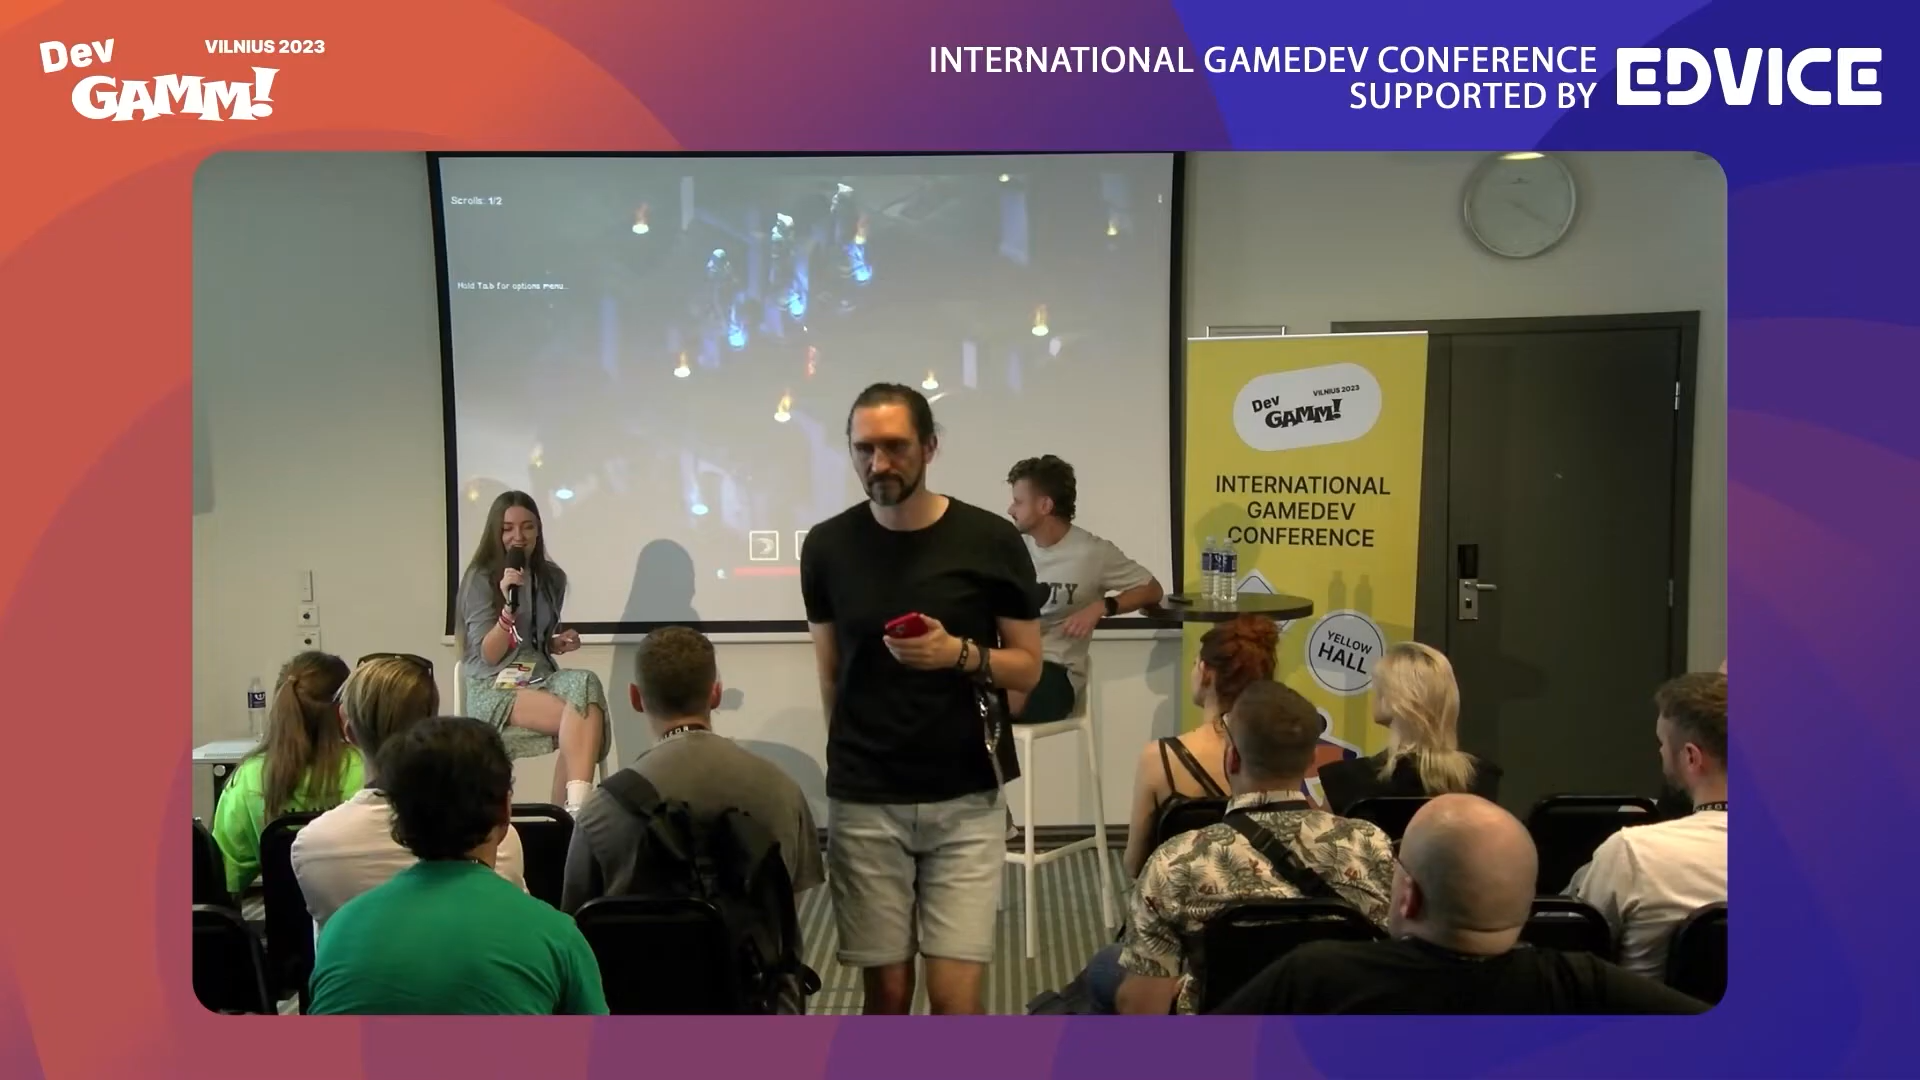 Dev
GAMM!
VILNIUS 2023
INTERNATIONAL GAMEDEV CONFERENCE
SUPPORTED BY
EDVICE
Scrolls: 1/2
Hold Tab for options menu...
Dev
GAMM!
VILNIUS 2023
INTERNATIONAL
GAMEDEV
CONFERENCE
YELLOW
HALL
TY